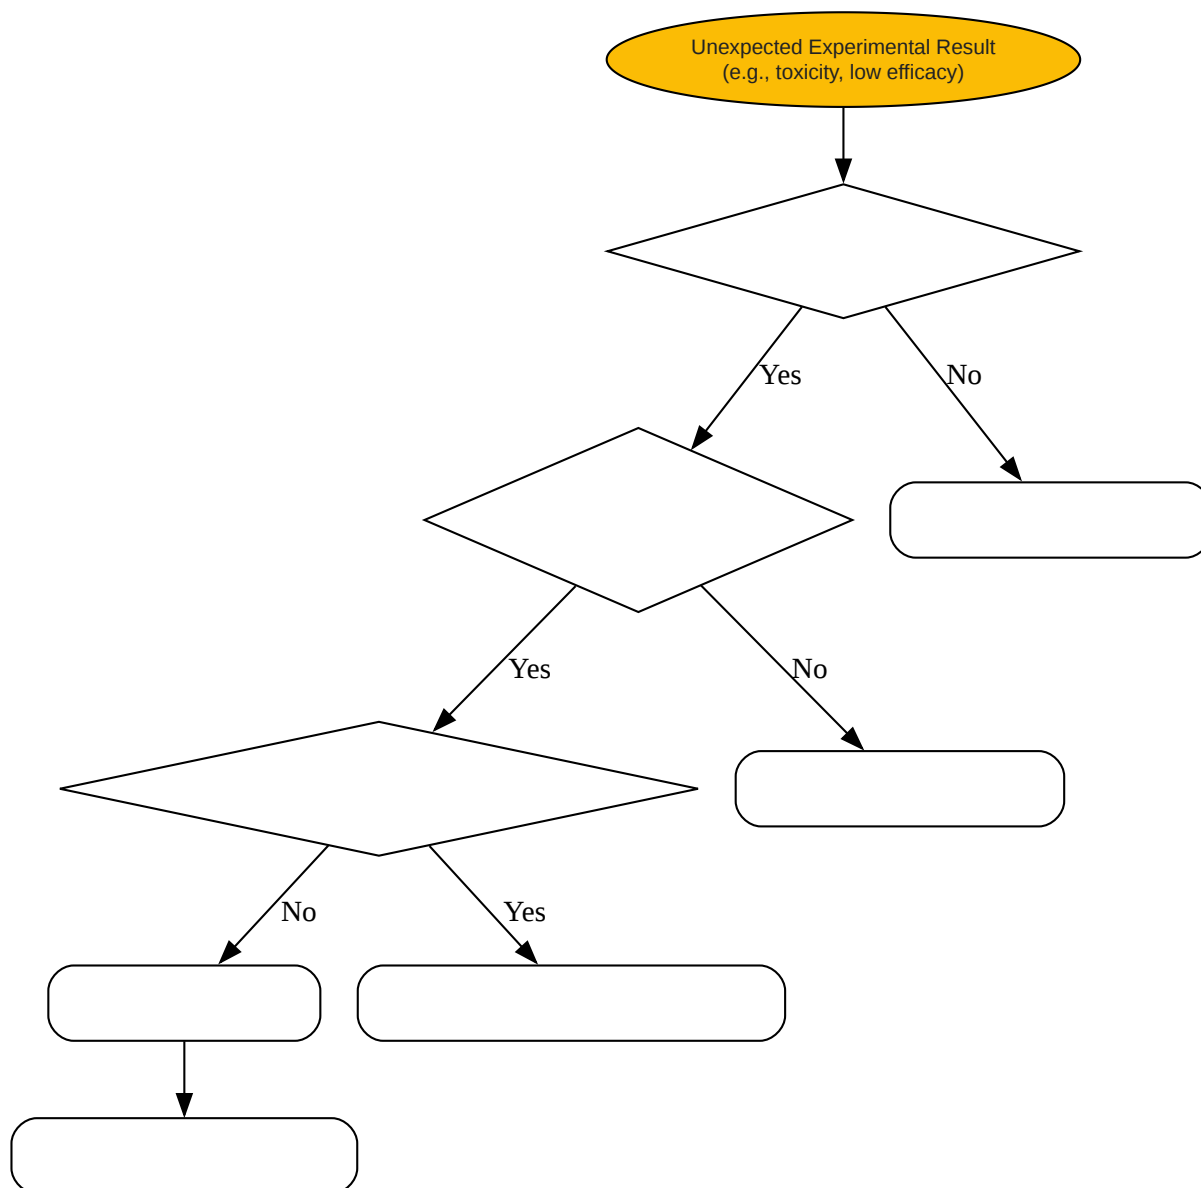 Unexpected Experimental Result
(e.g., toxicity, low efficacy)
Yes
No
Yes
No
No
Yes